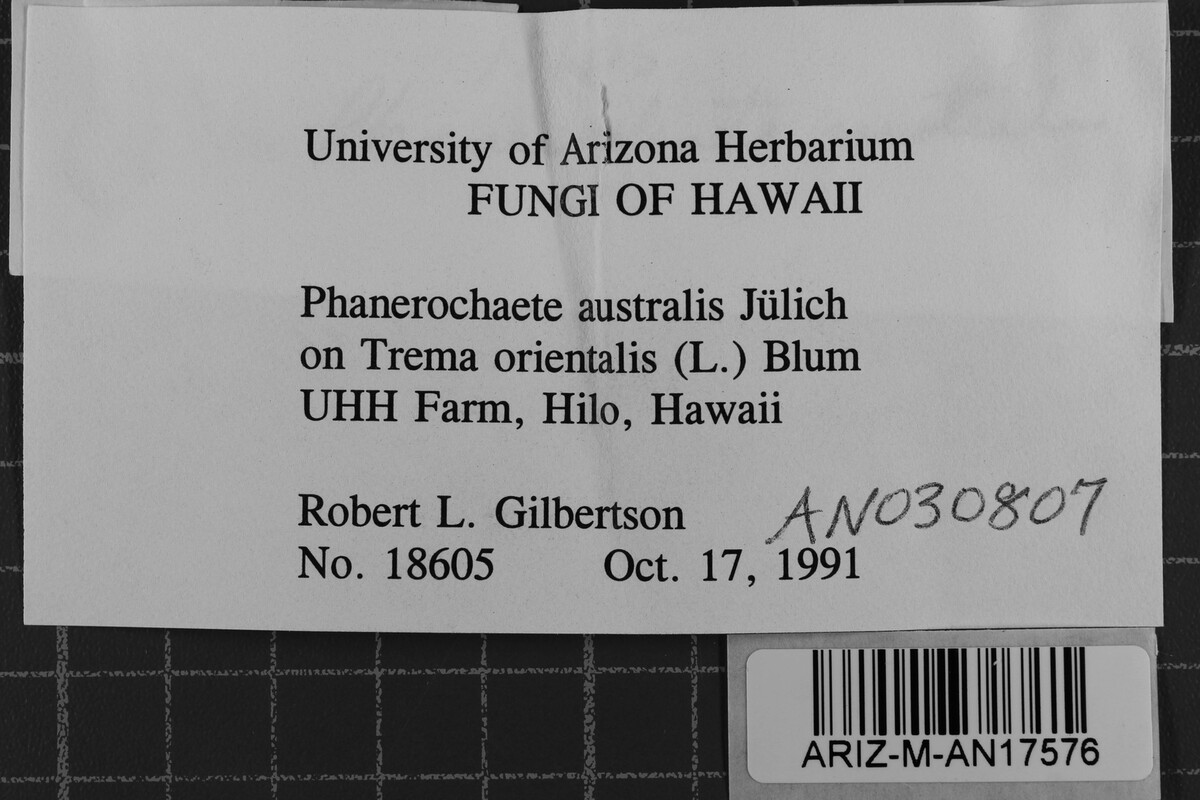 University of Arizona Herbarium
FUNGI OF HAWAII
Phanerochaete australis Jülich
on Trema orientalis (L.) Blum
UHH Farm, Hilo, Hawaii
Robert L. Gilbertson
AN030807
No. 18605 Oct. 17, 1991
ARIZ-M-AN17576